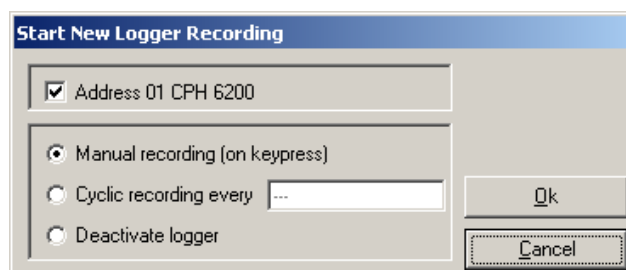 Start New Logger Recording
Address 01 CPH 6200
Manual recording (on keypress)
Cyclic recording every ---
Deactivate logger
Ok
Cancel